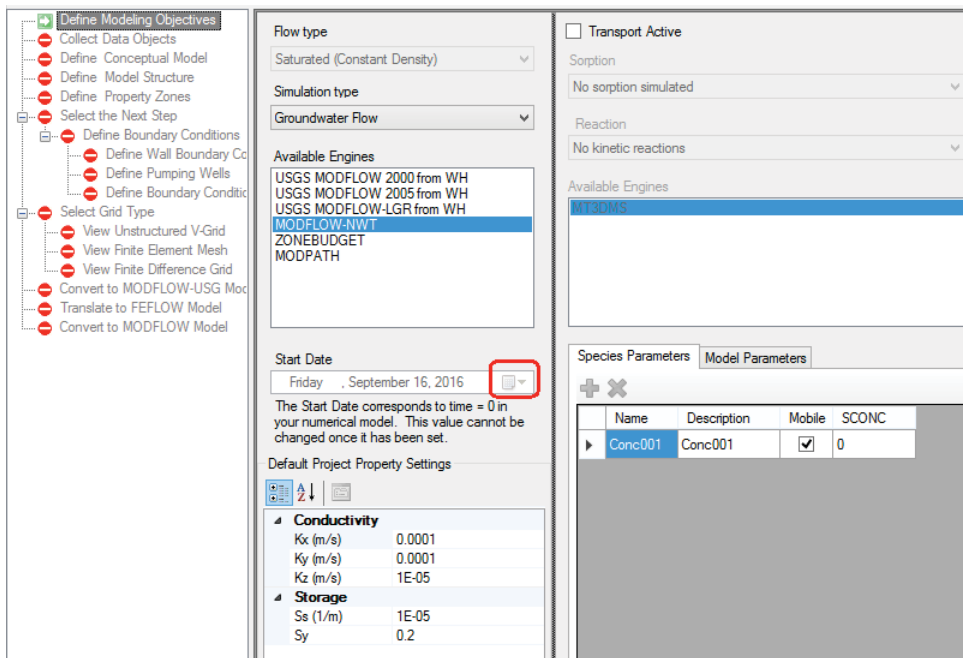 Define Modeling Objectives
Collect Data Objects
Define Conceptual Model
Define Model Structure
Define Property Zones
Select the Next Step
Define Boundary Conditions
Define Wall Boundary Cc
Define Pumping Wells
Define Boundary Conditic
Select Grid Type
View Unstructured V-Grid
View Finite Element Mesh
View Finite Difference Grid
Convert to MODFLOW-USG Moc
Translate to FEFLOW Model
Convert to MODFLOW Model
Flow type
Saturated (Constant Density)
Simulation type
Groundwater Flow
Available Engines
USGS MODFLOW 2000 from WH
USGS MODFLOW 2005 from WH
USGS MODFLOW-LGR from WH
MODFLOW-NWT
ZONEBUDGET
MODPATH
Start Date
Friday , September 16, 2016
The Start Date corresponds to time = 0 in
your numerical model. This value cannot be
changed once it has been set.
Default Project Property Settings
Conductivity
Kx (m/s) 0.0001
Ky (m/s) 0.0001
Kz (m/s) 1E-05
Storage
Ss (1/m) 1E-05
Sy 0.2
Transport Active
Sorption
No sorption simulated
Reaction
No kinetic reactions
Available Engines
MT3DMS
Species Parameters Model Parameters
Name Description Mobile SCONC
Conc001 Conc001 0